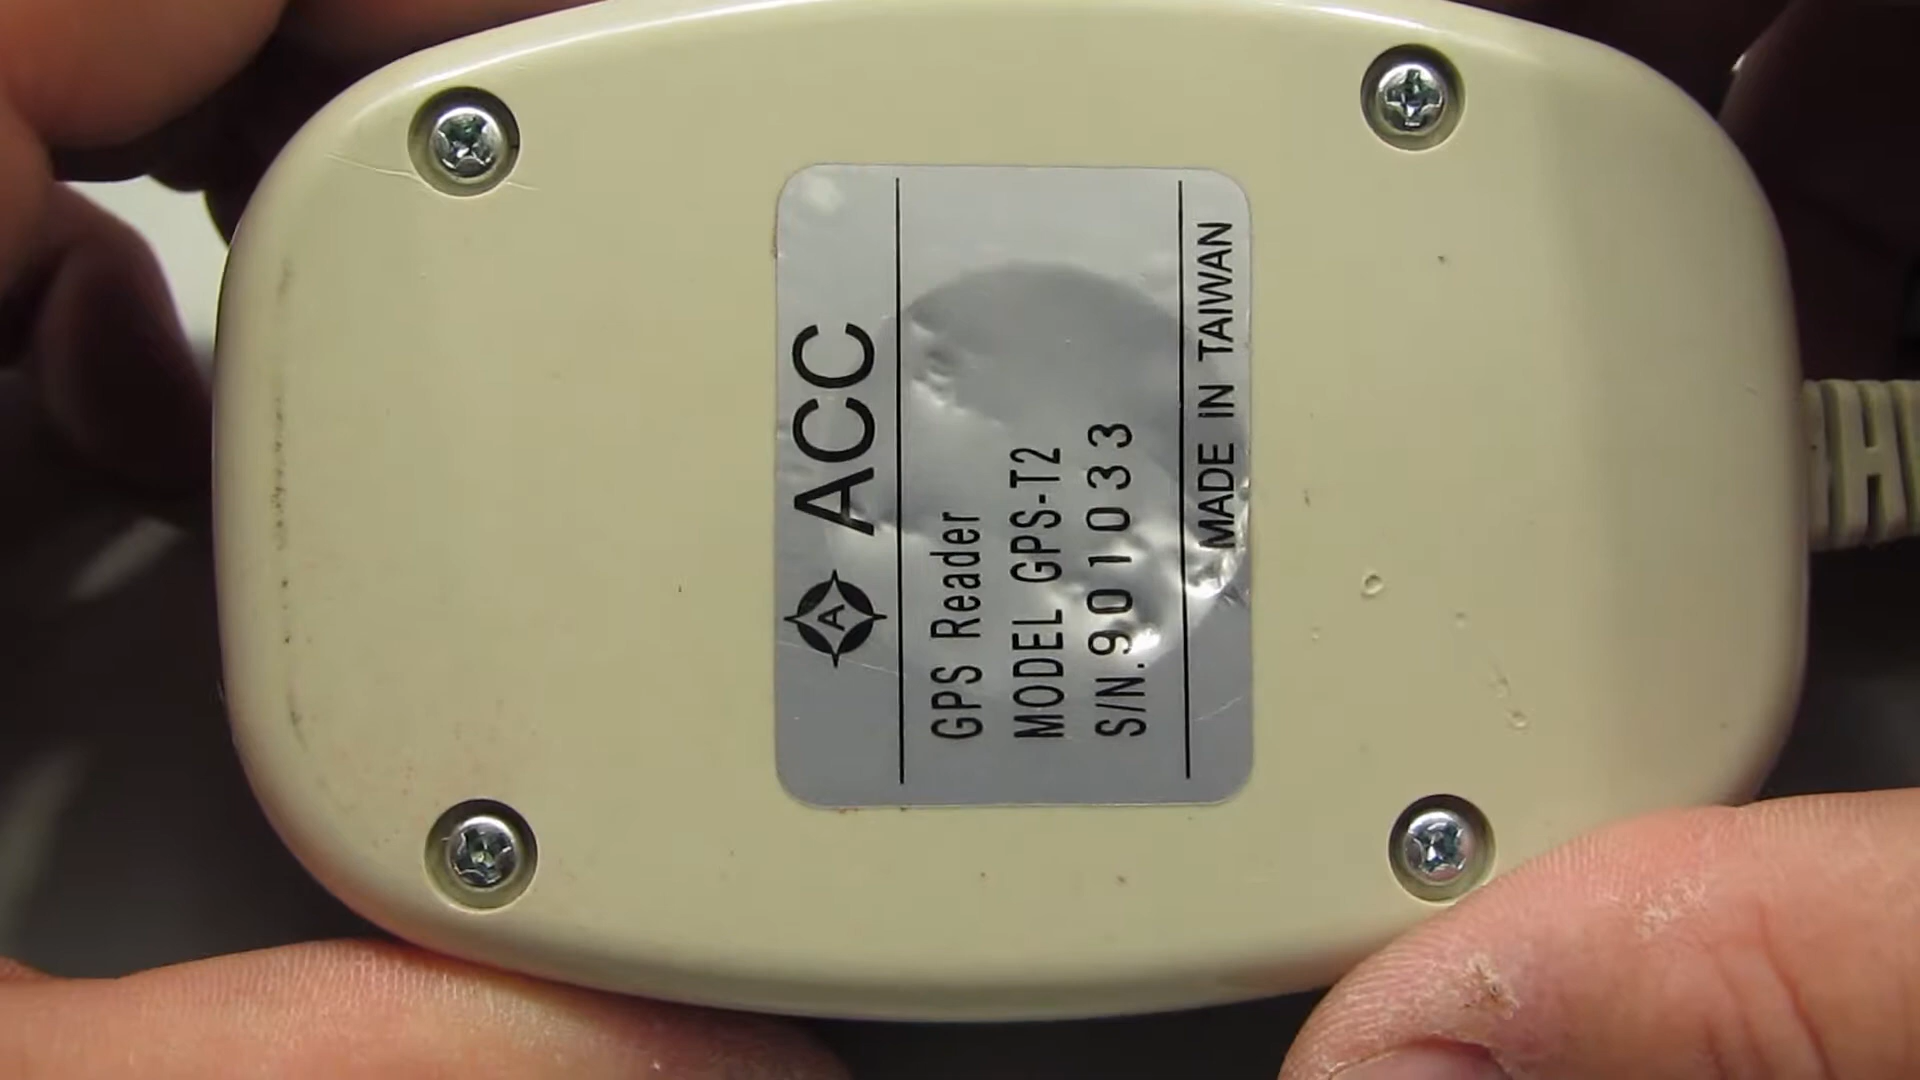 A ACC
GPS Reader
MODEL GPS-T2
S/N.901033
MADE IN TAIWAN